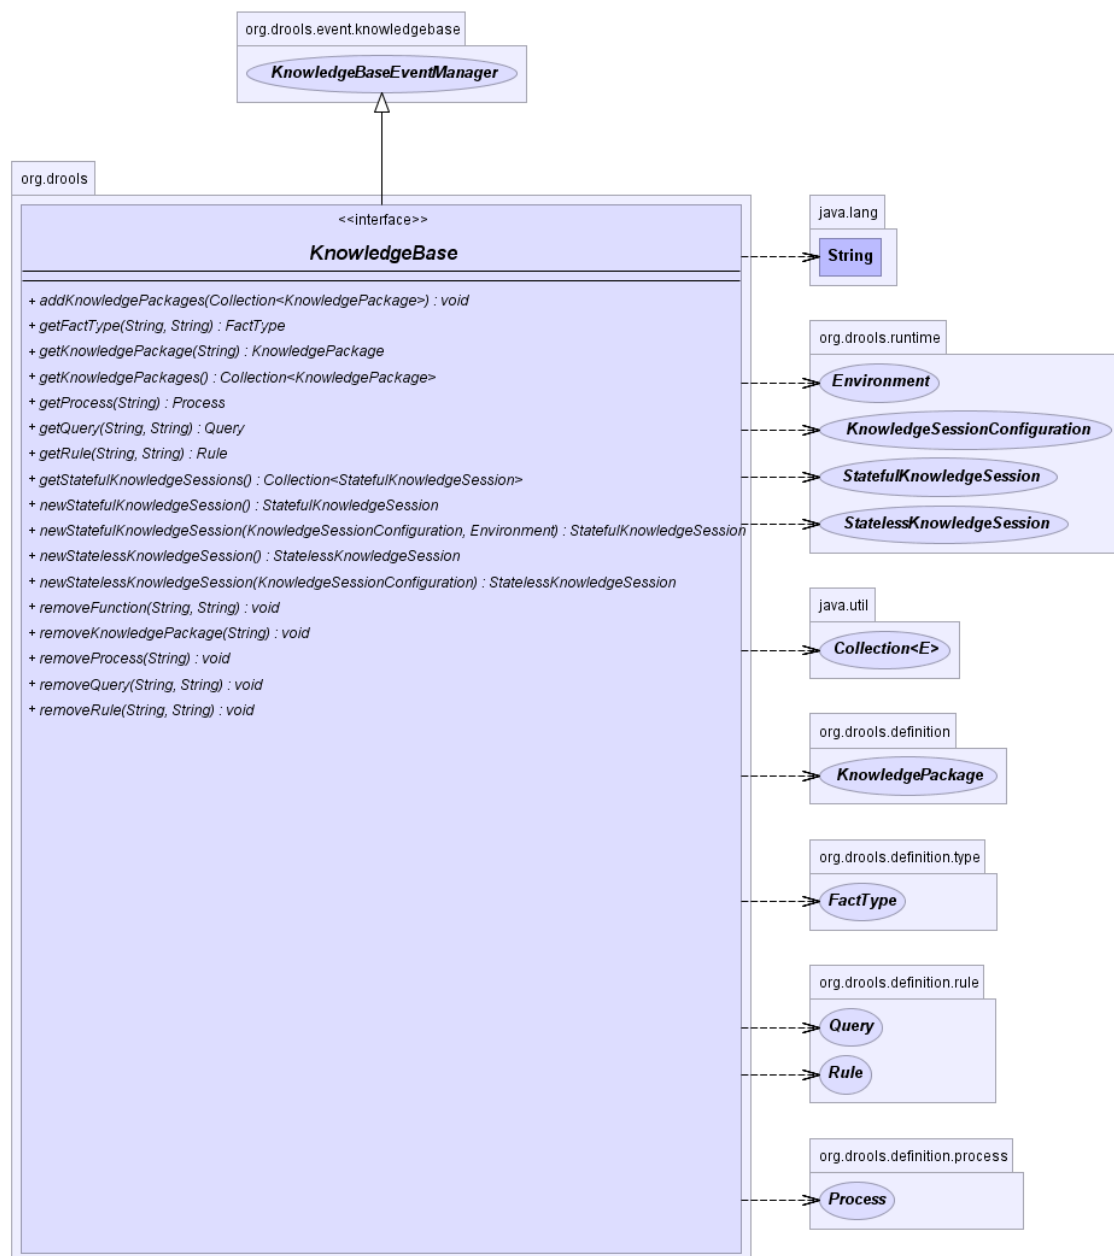 org.drools.event.knowledgebase
KnowledgeBaseEventManager
org.drools
<<interface>>
KnowledgeBase
+ addKnowledgePackages(Collection<KnowledgePackage>) : void
+ getFactType(String, String) : FactType
+ getKnowledgePackage(String) : KnowledgePackage
+ getKnowledgePackages() : Collection<KnowledgePackage>
+ getProcess(String) : Process
+ getQuery(String, String) : Query
+ getRule(String, String) : Rule
+ getStatefulKnowledgeSessions() : Collection<StatefulKnowledgeSession>
+ newStatefulKnowledgeSession() : StatefulKnowledgeSession
+ newStatefulKnowledgeSession(KnowledgeSessionConfiguration, Environment) : StatefulKnowledgeSession
+ newStatelessKnowledgeSession() : StatelessKnowledgeSession
+ newStatelessKnowledgeSession(KnowledgeSessionConfiguration) : StatelessKnowledgeSession
+ removeFunction(String, String) : void
+ removeKnowledgePackage(String) : void
+ removeProcess(String) : void
+ removeQuery(String, String) : void
+ removeRule(String, String) : void
java.lang
String
org.drools.runtime
Environment
KnowledgeSessionConfiguration
StatefulKnowledgeSession
StatelessKnowledgeSession
java.util
Collection<E>
org.drools.definition
KnowledgePackage
org.drools.definition.type
FactType
org.drools.definition.rule
Query
Rule
org.drools.definition.process
Process